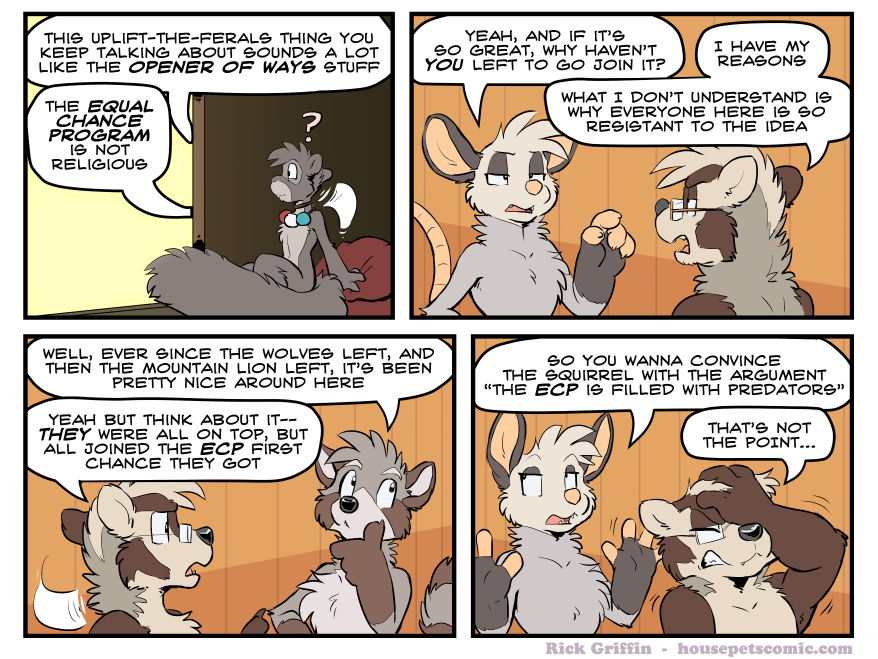 THIS UPLIFT-THE-FERALS THING YOU
KEEP TALKING ABOUT SOUNDS A LOT
LIKE THE OPENER OF WAYS STUFF
THE EQUAL
CHANCE
PROGRAM
IS NOT
RELIGIOUS
?
YEAH, AND IF IT'S
SO GREAT, WHY HAVEN'T
YOU LEFT TO GO JOIN IT?
I HAVE MY
REASONS
WHAT I DON'T UNDERSTAND IS
WHY EVERYONE HERE IS SO
RESISTANT TO THE IDEA
WELL, EVER SINCE THE WOLVES LEFT, AND
THEN THE MOUNTAIN LION LEFT, IT'S BEEN
PRETTY NICE AROUND HERE
YEAH BUT THINK ABOUT IT--
THEY WERE ALL ON TOP, BUT
ALL JOINED THE ECP FIRST
CHANCE THEY GOT
SO YOU WANNA CONVINCE
THE SQUIRREL WITH THE ARGUMENT
"THE ECP IS FILLED WITH PREDATORS"
THAT'S NOT
THE POINT...
Rick Griffin - housepetscomic.com